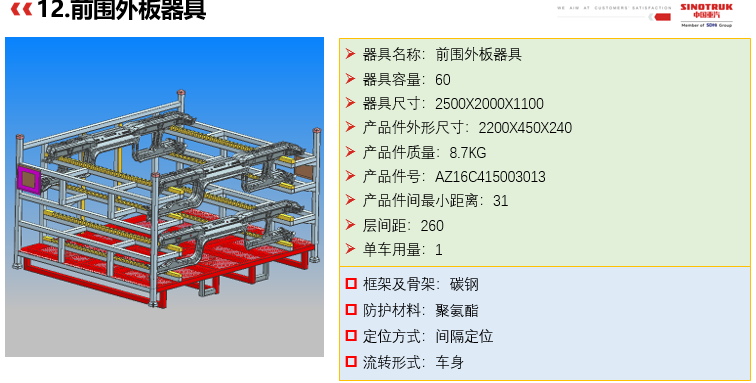 12.前围外板器具
WE AIM AT CUSTOMERS' SATISFACTION
SINOTRUK
中国重汽
Member of SDHI Group
器具名称：前围外板器具
器具容量：60
器具尺寸：2500X2000X1100
产品件外形尺寸：2200X450X240
产品件质量：8.7KG
产品件号：AZ16C415003013
产品件间最小距离：31
层间距：260
单车用量：1
框架及骨架：碳钢
防护材料：聚氨酯
定位方式：间隔定位
流转形式：车身